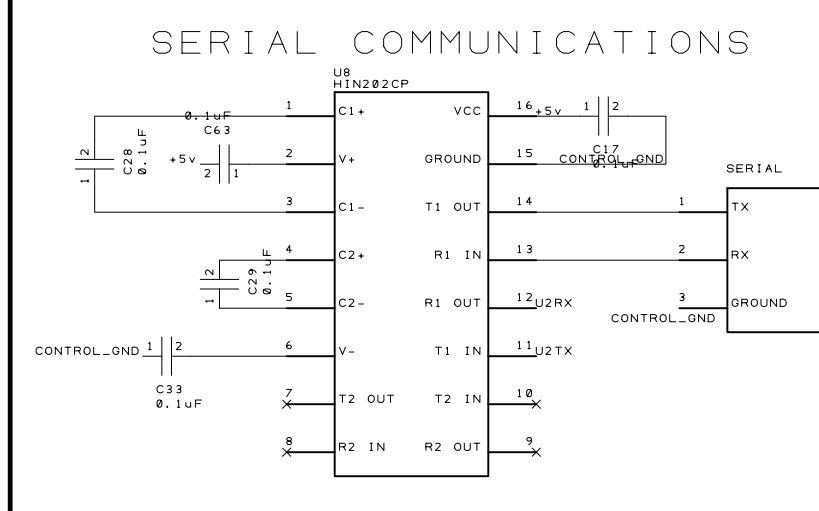 SERIAL COMMUNICATIONS
U8
HIN202CP
1
C1+
VCC
16
+5v
1
2
C17
0.1uF
0.1uF
C63
+5v
2
1
2
V+
GROUND
15
CONTROL_GND
2
1
C28
0.1uF
3
C1-
T1 OUT
14
SERIAL
1
TX
4
C2+
R1 IN
13
2
RX
2
1
C29
0.1uF
5
C2-
R1 OUT
12
U2RX
3
GROUND
CONTROL_GND
CONTROL_GND
1
2
C33
0.1uF
6
V-
T1 IN
11
U2TX
7
T2 OUT
T2 IN
10
8
R2 IN
R2 OUT
9